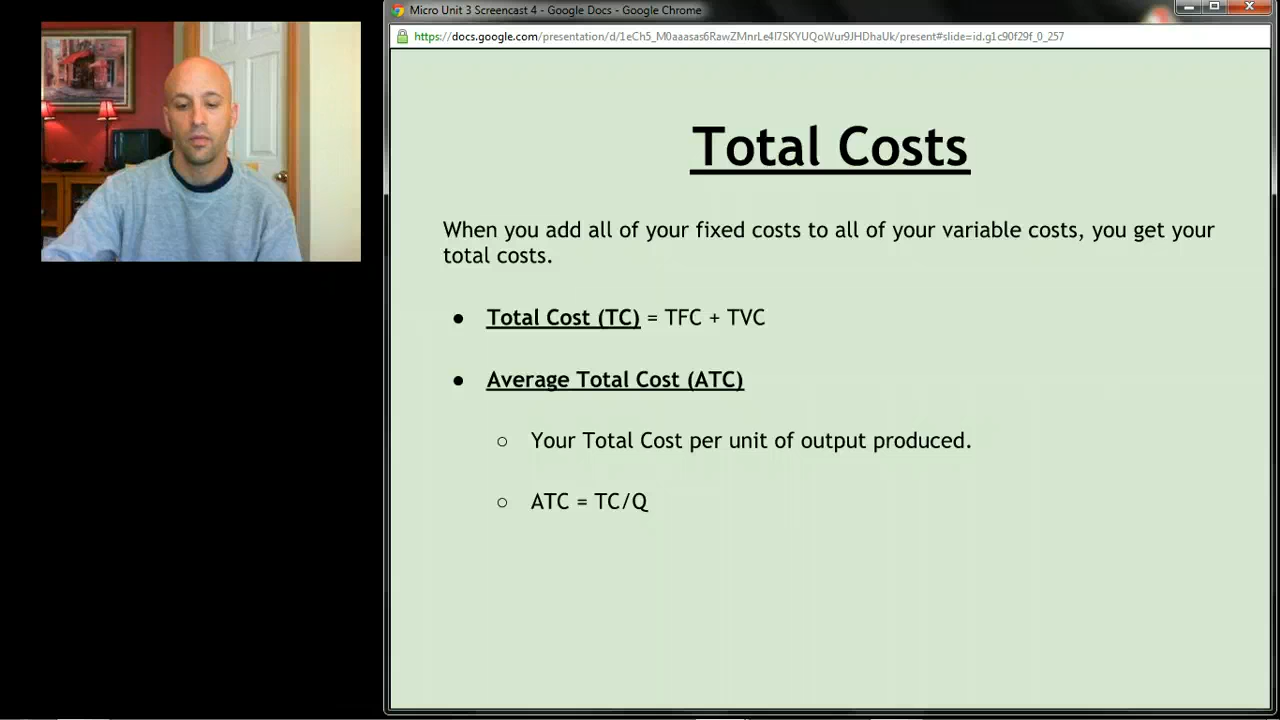 Micro Unit 3 Screencast 4 - Google Docs - Google Chrome
https://docs.google.com/presentation/d/1eCh5_M0aaasas6RawZMnrLe4l7SKYUQoWur9JHDhaUk/present#slide=id.g1c90f29f_0_257
Total Costs
When you add all of your fixed costs to all of your variable costs, you get your
total costs.
● Total Cost (TC) = TFC + TVC
● Average Total Cost (ATC)
○ Your Total Cost per unit of output produced.
○ ATC = TC/Q